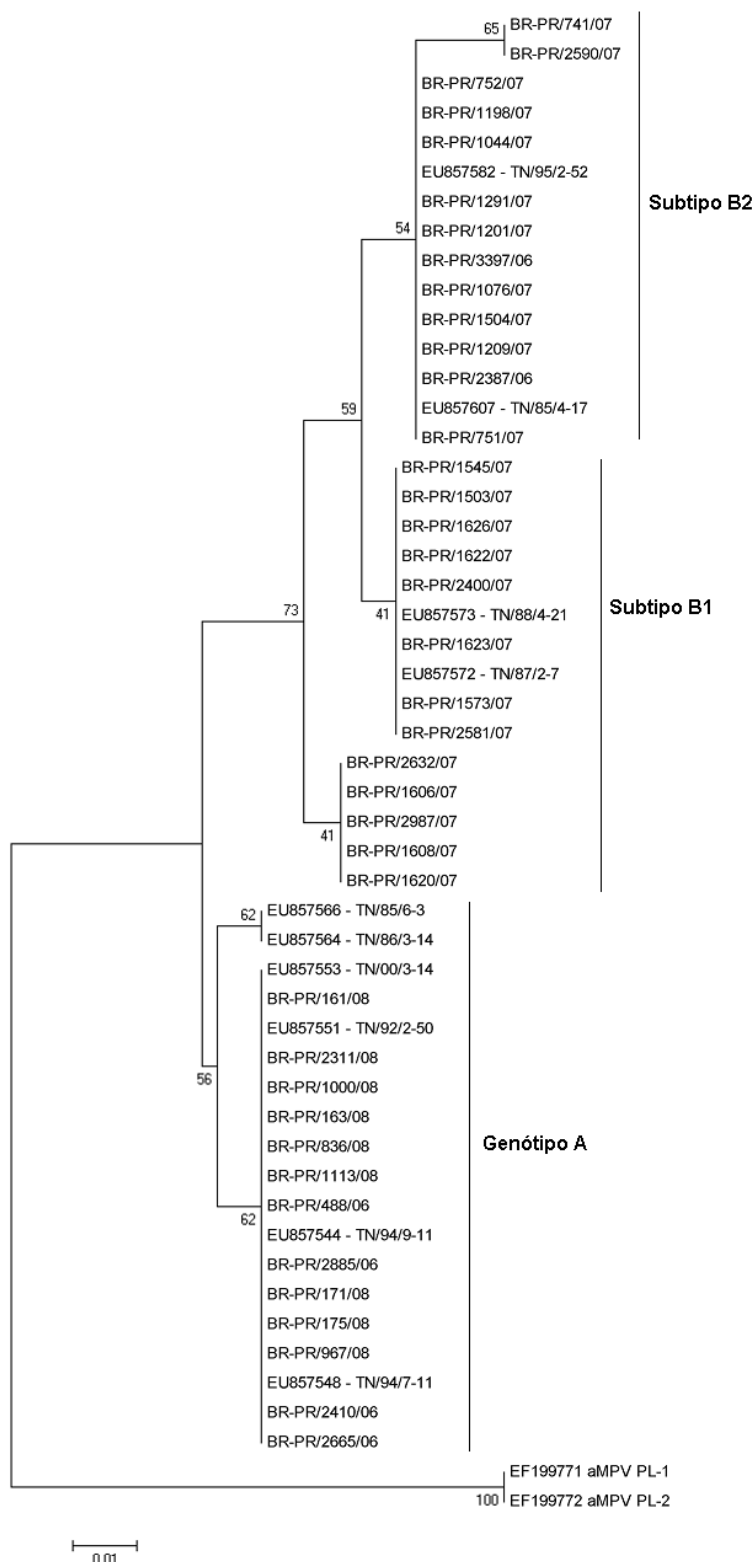 65
BR-PR/741/07
BR-PR/2590/07
BR-PR/752/07
BR-PR/1198/07
BR-PR/1044/07
EU857582 - TN/95/2-52
BR-PR/1291/07
Subtipo B2
54
BR-PR/1201/07
BR-PR/3397/06
BR-PR/1076/07
BR-PR/1504/07
BR-PR/1209/07
BR-PR/2387/06
59
EU857607 - TN/85/4-17
BR-PR/751/07
BR-PR/1545/07
BR-PR/1503/07
BR-PR/1626/07
BR-PR/1622/07
BR-PR/2400/07
73
41
EU857573 - TN/88/4-21
Subtipo B1
BR-PR/1623/07
EU857572 - TN/87/2-7
BR-PR/1573/07
BR-PR/2581/07
BR-PR/2632/07
BR-PR/1606/07
41
BR-PR/2987/07
BR-PR/1608/07
BR-PR/1620/07
62
EU857566 - TN/85/6-3
EU857564 - TN/86/3-14
EU857553 - TN/00/3-14
BR-PR/161/08
EU857551 - TN/92/2-50
BR-PR/2311/08
56
BR-PR/1000/08
BR-PR/163/08
BR-PR/836/08
Genótipo A
BR-PR/1113/08
BR-PR/488/06
62
EU857544 - TN/94/9-11
BR-PR/2885/06
BR-PR/171/08
BR-PR/175/08
BR-PR/967/08
EU857548 - TN/94/7-11
BR-PR/2410/06
BR-PR/2665/06
EF199771 aMPV PL-1
100
EF199772 aMPV PL-2
0.01